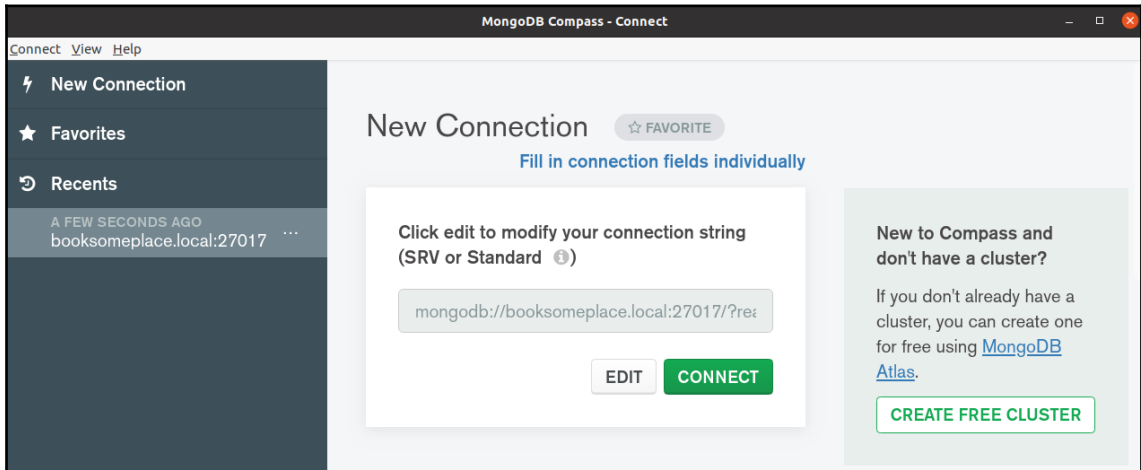 MongoDB Compass - Connect
Connect View Help
New Connection
Favorites
Recents
A FEW SECONDS AGO
booksomeplace.local:27017 ...
New Connection
FAVORITE
Fill in connection fields individually
Click edit to modify your connection string
(SRV or Standard i)
mongodb://booksomeplace.local:27017/?rea
EDIT
CONNECT
New to Compass and
don't have a cluster?
If you don't already have a
cluster, you can create one
for free using MongoDB
Atlas.
CREATE FREE CLUSTER